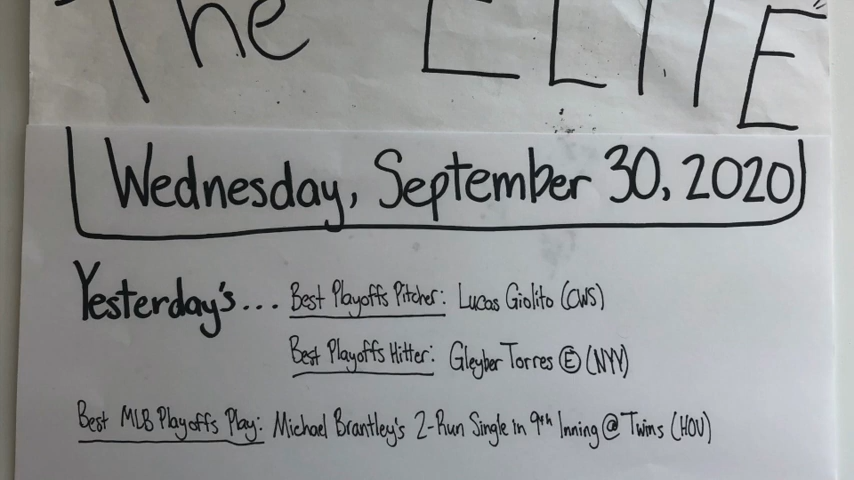 The ELITE
Wednesday, September 30, 2020
Yesterday's... Best Playoffs Pitcher: Lucas Giolito (CWS)
Best Playoffs Hitter: Gleyber Torres Ⓔ (NYY)
Best MLB Playoffs Play: Michael Brantley's 2-Run Single in 9th Inning @ Twins (HOU)